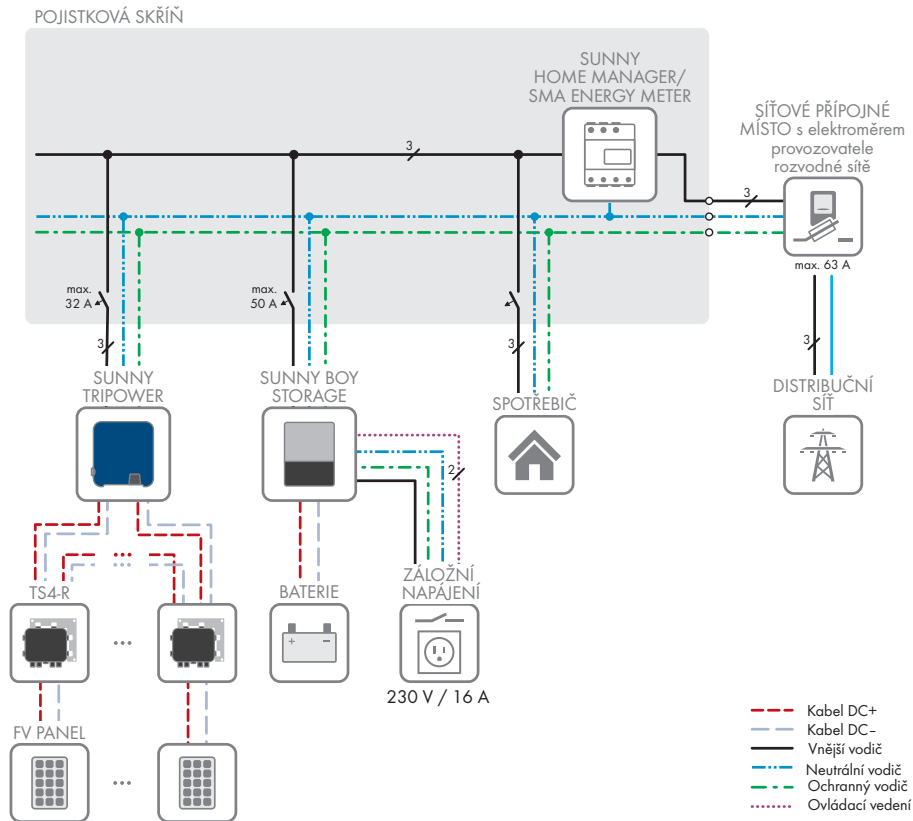 POJISTKOVÁ SKŘÍŇ
SUNNY
HOME MANAGER/
SMA ENERGY METER
SÍŤOVÉ PŘÍPOJNÉ
MÍSTO s elektroměrem
provozovatele
rozvodné sítě
3
3
max. 63 A
max.
32 A
max.
50 A
3
3
3
SUNNY
TRIPOWER
SUNNY BOY
STORAGE
SPOTŘEBIČ
DISTRIBUČNÍ
SÍŤ
2
TS4-R
BATERIE
ZÁLOŽNÍ
NAPÁJENÍ
230 V / 16 A
FV PANEL
Kabel DC+
Kabel DC–
Vnější vodič
Neutrální vodič
Ochranný vodič
Ovládací vedení